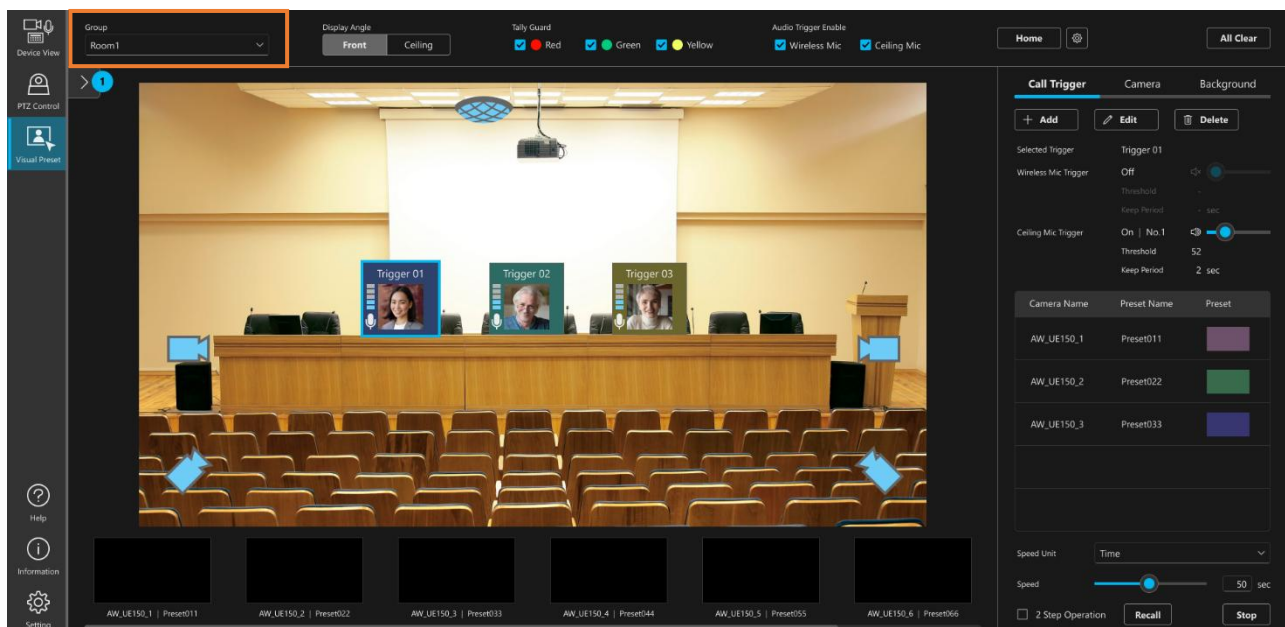 Device View
PTZ Control
Visual Preset
Help
Information
Setting
Group
Room1
Display Angle
Front Ceiling
Tally Guard
Red Green Yellow
Audio Trigger Enable
Wireless Mic Ceiling Mic
Home
All Clear
1
Trigger 01
Trigger 02
Trigger 03
AW_UE150_1 | Preset011
AW_UE150_2 | Preset022
AW_UE150_3 | Preset033
AW_UE150_4 | Preset044
AW_UE150_5 | Preset055
AW_UE150_6 | Preset066
Call Trigger Camera Background
+ Add Edit Delete
Selected Trigger Trigger 01
Wireless Mic Trigger Off
Threshold -
Keep Period - sec
Ceiling Mic Trigger On | No.1
Threshold 52
Keep Period 2 sec
Camera Name Preset Name Preset
AW_UE150_1 Preset011
AW_UE150_2 Preset022
AW_UE150_3 Preset033
Speed Unit Time
Speed 50 sec
2 Step Operation Recall Stop